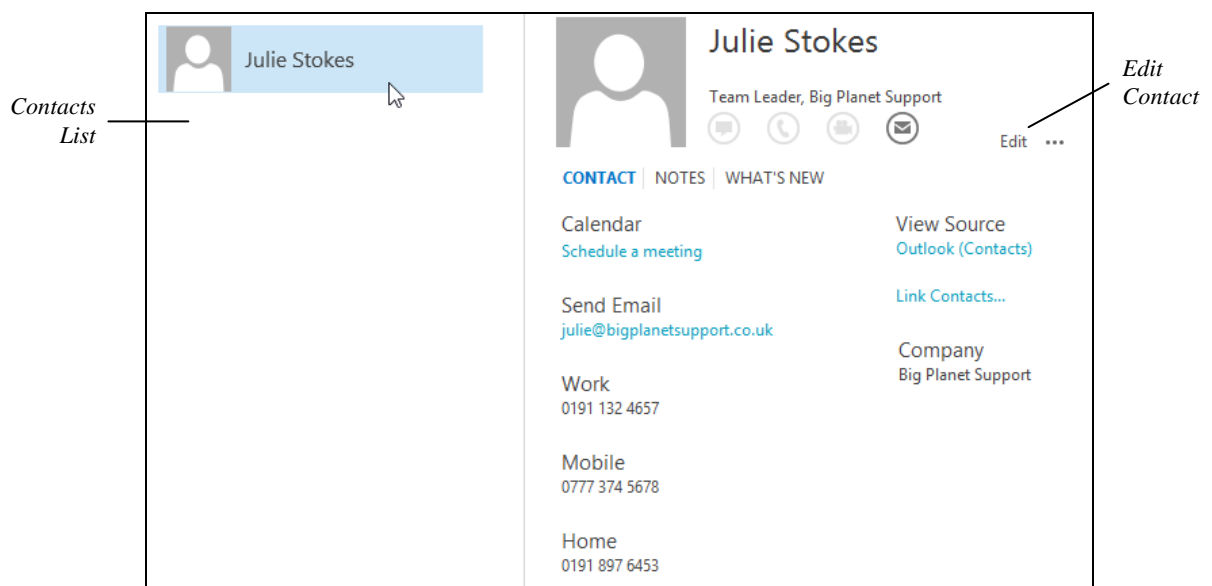 Contacts
List
Julie Stokes
Julie Stokes
Team Leader, Big Planet Support
Edit
Contact
Edit ...
CONTACT NOTES WHAT'S NEW
Calendar
Schedule a meeting
View Source
Outlook (Contacts)
Link Contacts...
Send Email
julie@bigplanetsupport.co.uk
Company
Big Planet Support
Work
0191 132 4657
Mobile
0777 374 5678
Home
0191 897 6453